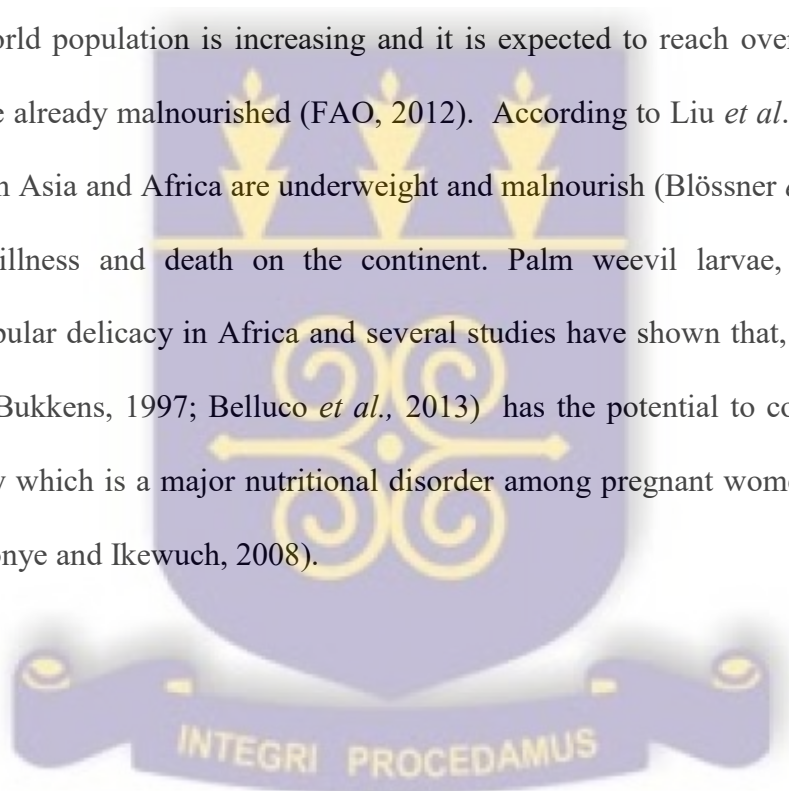 orld population is increasing and it is expected to reach over
e already malnourished (FAO, 2012). According to Liu et al.
n Asia and Africa are underweight and malnourish (Blössner
illness and death on the continent. Palm weevil larvae,
pular delicacy in Africa and several studies have shown that,
Bukkens, 1997; Belluco et al., 2013) has the potential to co
y which is a major nutritional disorder among pregnant wome
onye and Ikewuch, 2008).
INTEGRI PROCEDAMUS